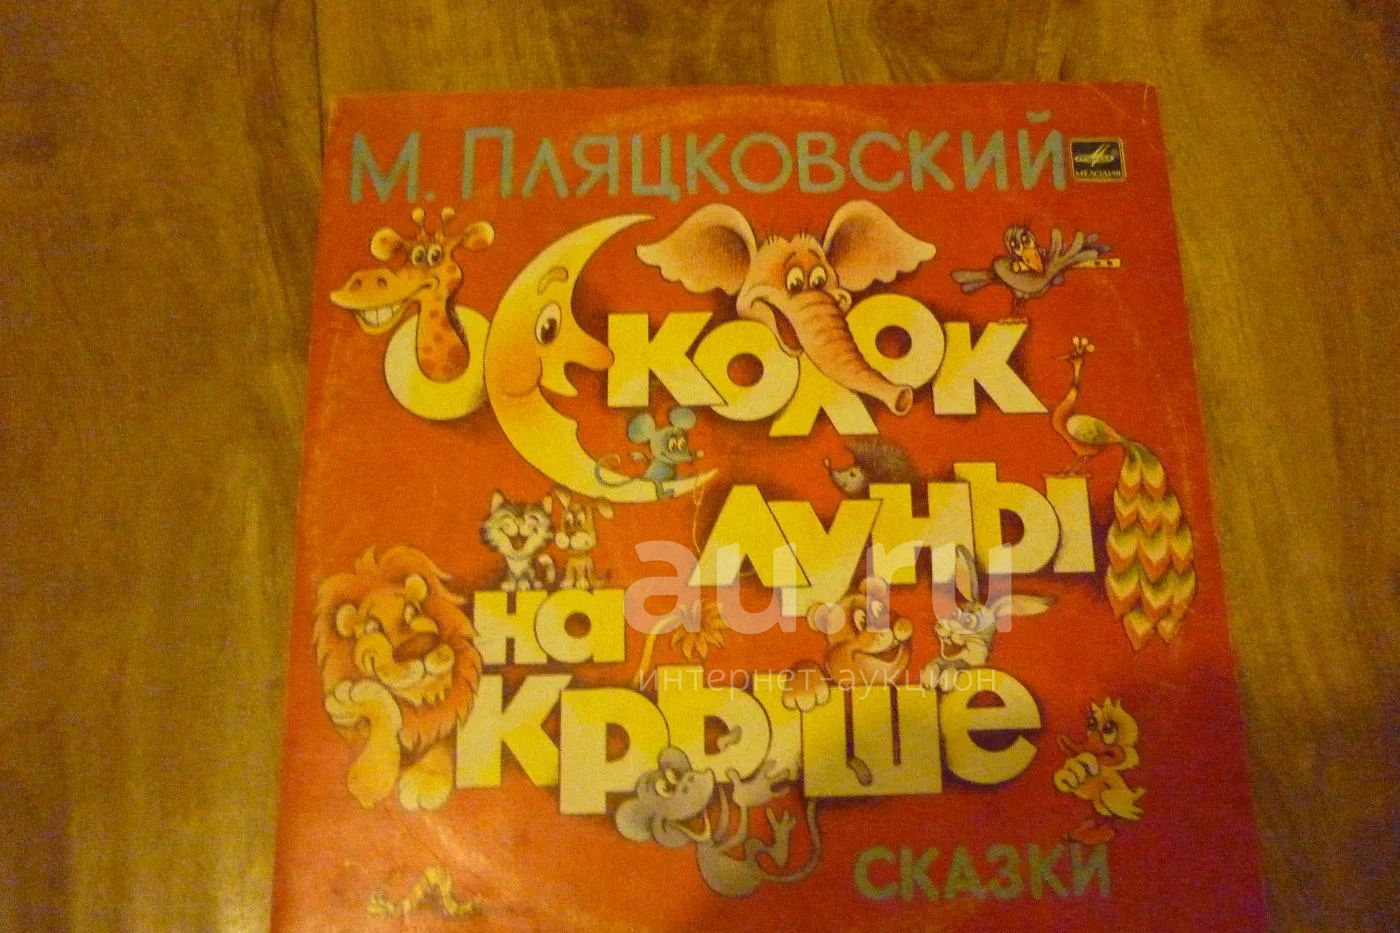 М. Пляцковский
МЕЛОДИЯ
Осколок
луны
на
крыше
сказки
au.ru
интернет-аукцион